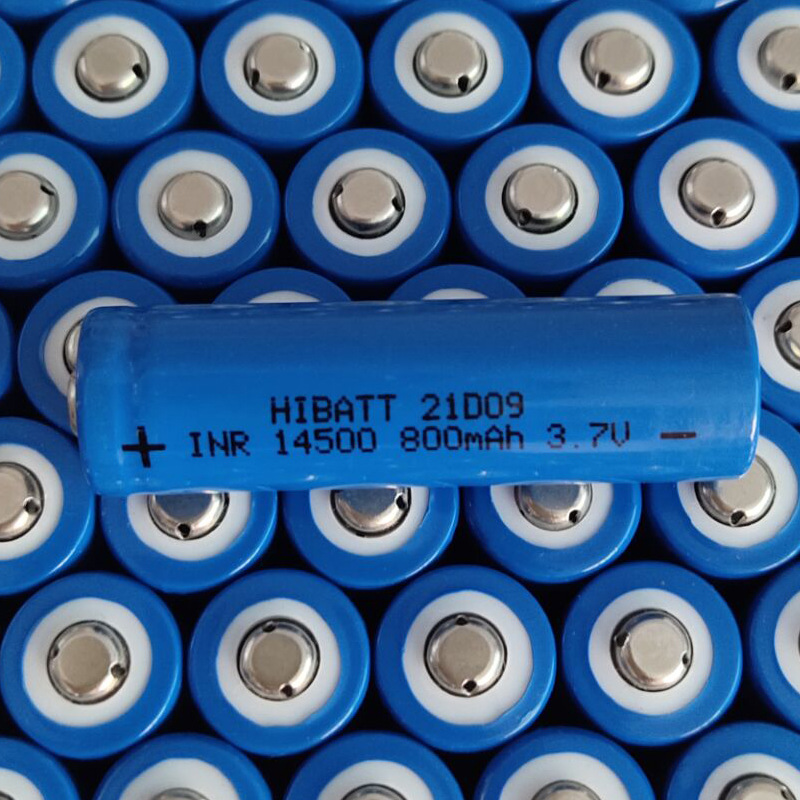 HIBATT 21D09
+ INR 14500 800mAh 3.7V −